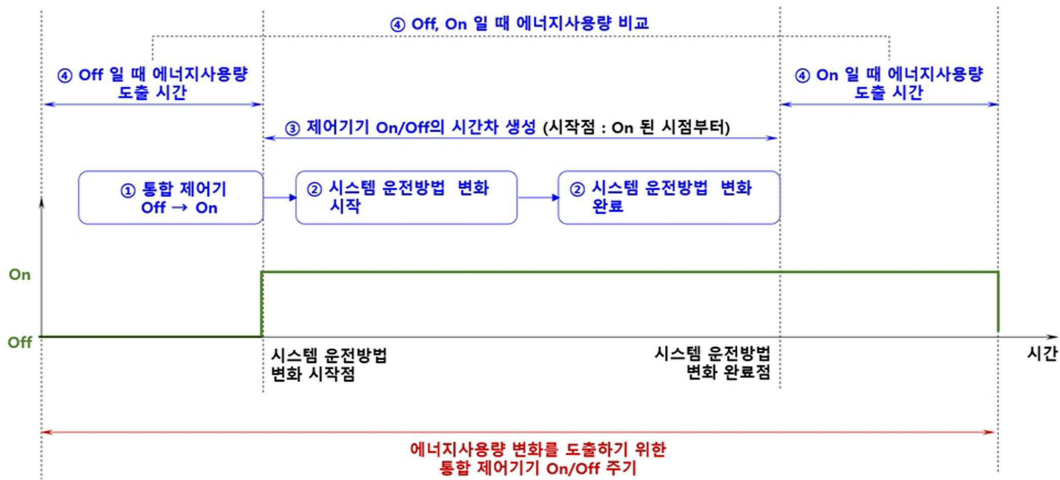 ④ Off, On 일 때 에너지사용량 비교
④ Off 일 때 에너지사용량
도출 시간
④ On 일 때 에너지사용량
도출 시간
③ 제어기기 On/Off의 시간차 생성 (시작점 : On 된 시점부터)
① 통합 제어기
Off → On
② 시스템 운전방법 변화
시작
② 시스템 운전방법 변화
완료
On
Off
시스템 운전방법
변화 시작점
시스템 운전방법
변화 완료점
시간
에너지사용량 변화를 도출하기 위한
통합 제어기기 On/Off 주기